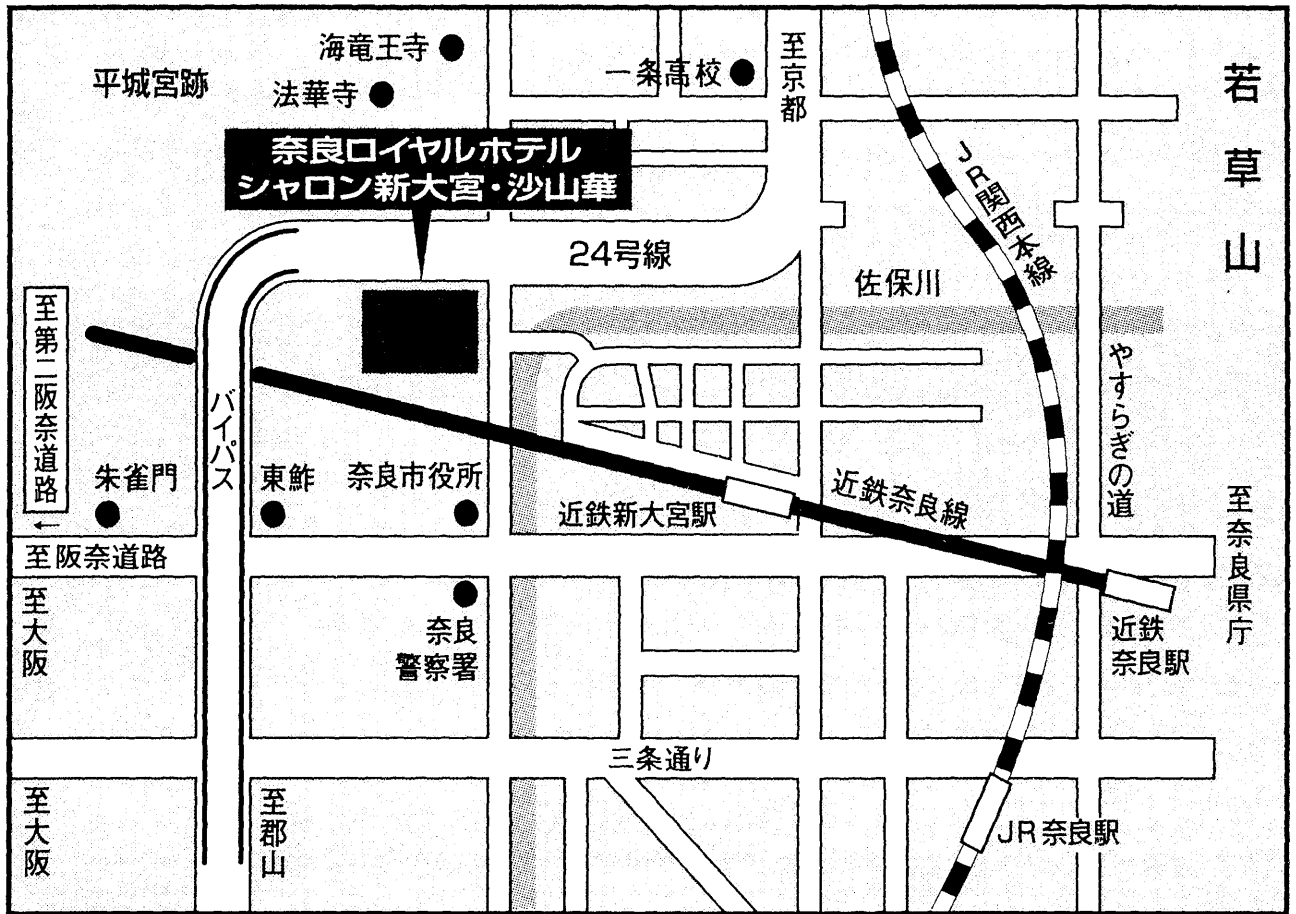 海竜王寺
平城宮跡
法華寺
一条高校
至京都
若草山
奈良ロイヤルホテル
シャロン新大宮・沙山華
JR関西本線
24号線
佐保川
至第二阪奈道路
←
バイパス
やすらぎの道
朱雀門
東鮓
奈良市役所
近鉄新大宮駅
近鉄奈良線
至奈良県庁
至阪奈道路
至大阪
奈良
警察署
近鉄
奈良駅
三条通り
至大阪
至郡山
JR奈良駅